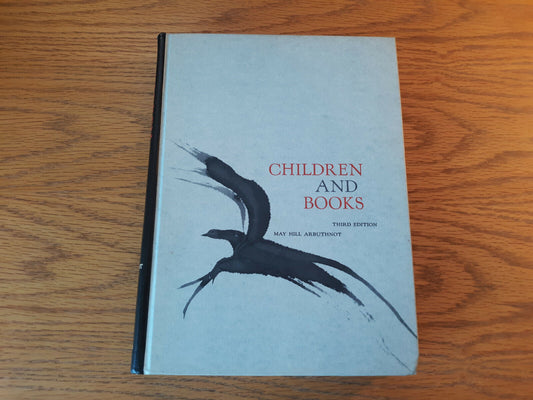 CHILDREN
AND
BOOKS
THIRD EDITION
MAY HILL ARBUTHNOT